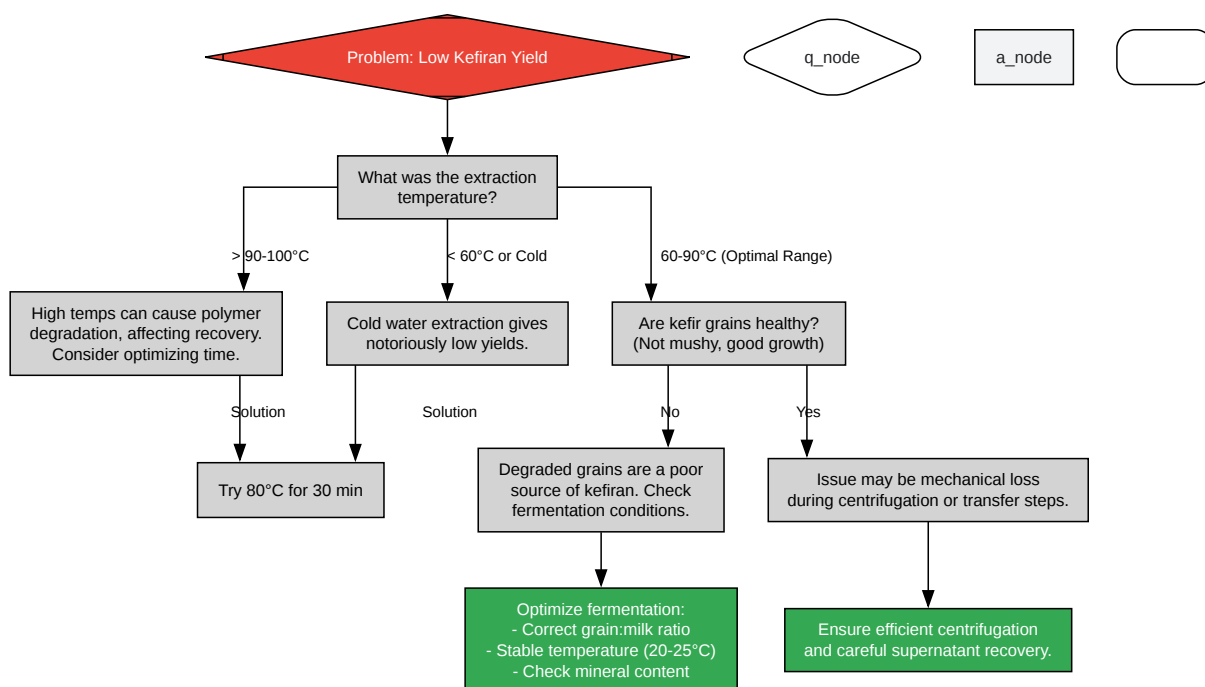 Problem: Low Kefiran Yield
q_node
a_node
What was the extraction
temperature?
> 90-100°C
< 60°C or Cold
60-90°C (Optimal Range)
High temps can cause polymer
degradation, affecting recovery.
Consider optimizing time.
Cold water extraction gives
notoriously low yields.
Are kefir grains healthy?
(Not mushy, good growth)
Solution
Solution
No
Yes
Try 80°C for 30 min
Degraded grains are a poor
source of kefiran. Check
fermentation conditions.
Issue may be mechanical loss
during centrifugation or transfer steps.
Optimize fermentation:
- Correct grain:milk ratio
- Stable temperature (20-25°C)
- Check mineral content
Ensure efficient centrifugation
and careful supernatant recovery.